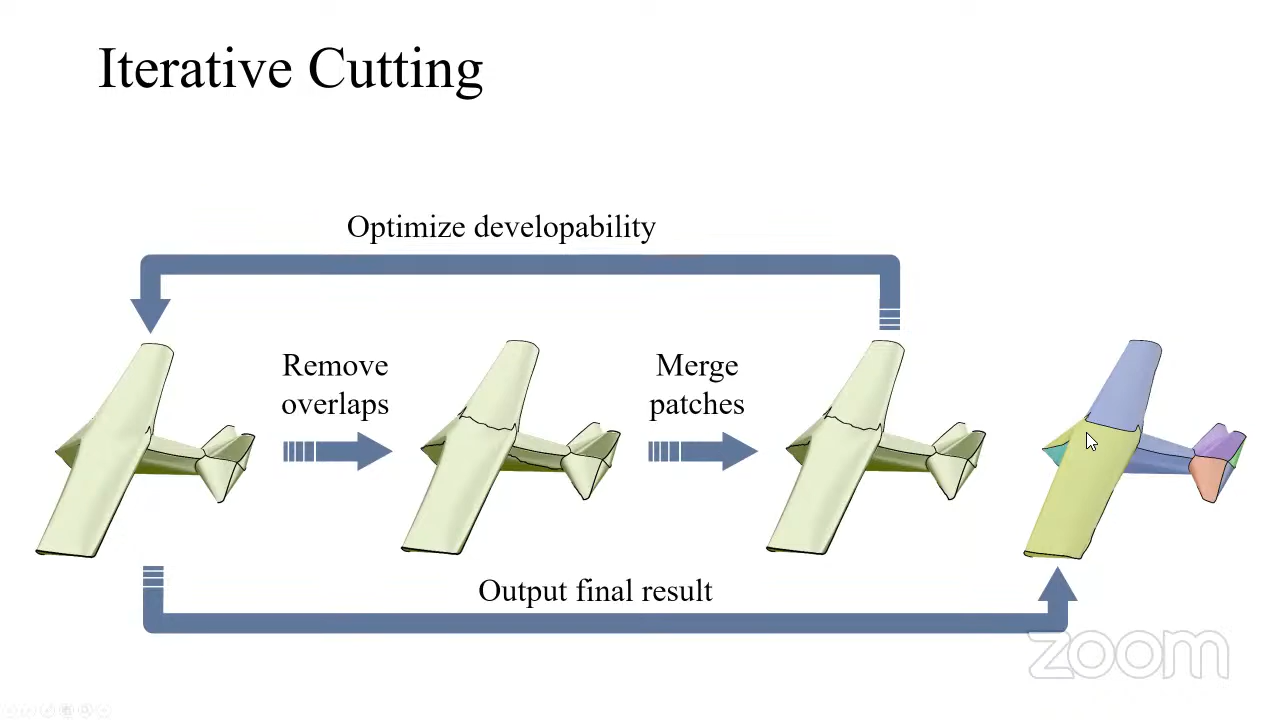 Iterative Cutting
Optimize developability
Remove
overlaps
Merge
patches
Output final result
zoom